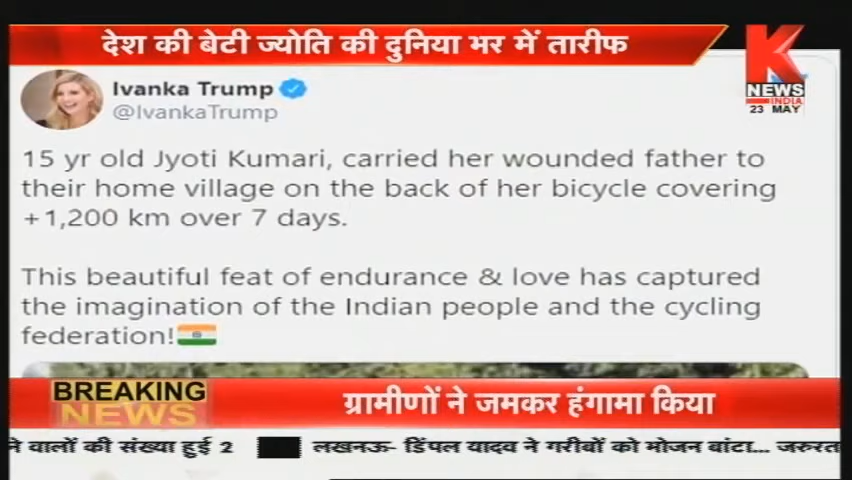 देश की बेटी ज्योति की दुनिया भर में तारीफ
K
NEWS
INDIA
23 MAY
Ivanka Trump
@IvankaTrump
15 yr old Jyoti Kumari, carried her wounded father to
their home village on the back of her bicycle covering
+1,200 km over 7 days.
This beautiful feat of endurance & love has captured
the imagination of the Indian people and the cycling
federation!🇮🇳
BREAKING
NEWS
ग्रामीणों ने जमकर हंगामा किया
ने वालों की संख्या हुई 2
लखनऊ- डिंपल यादव ने गरीबों को भोजन बांटा... जरुरत